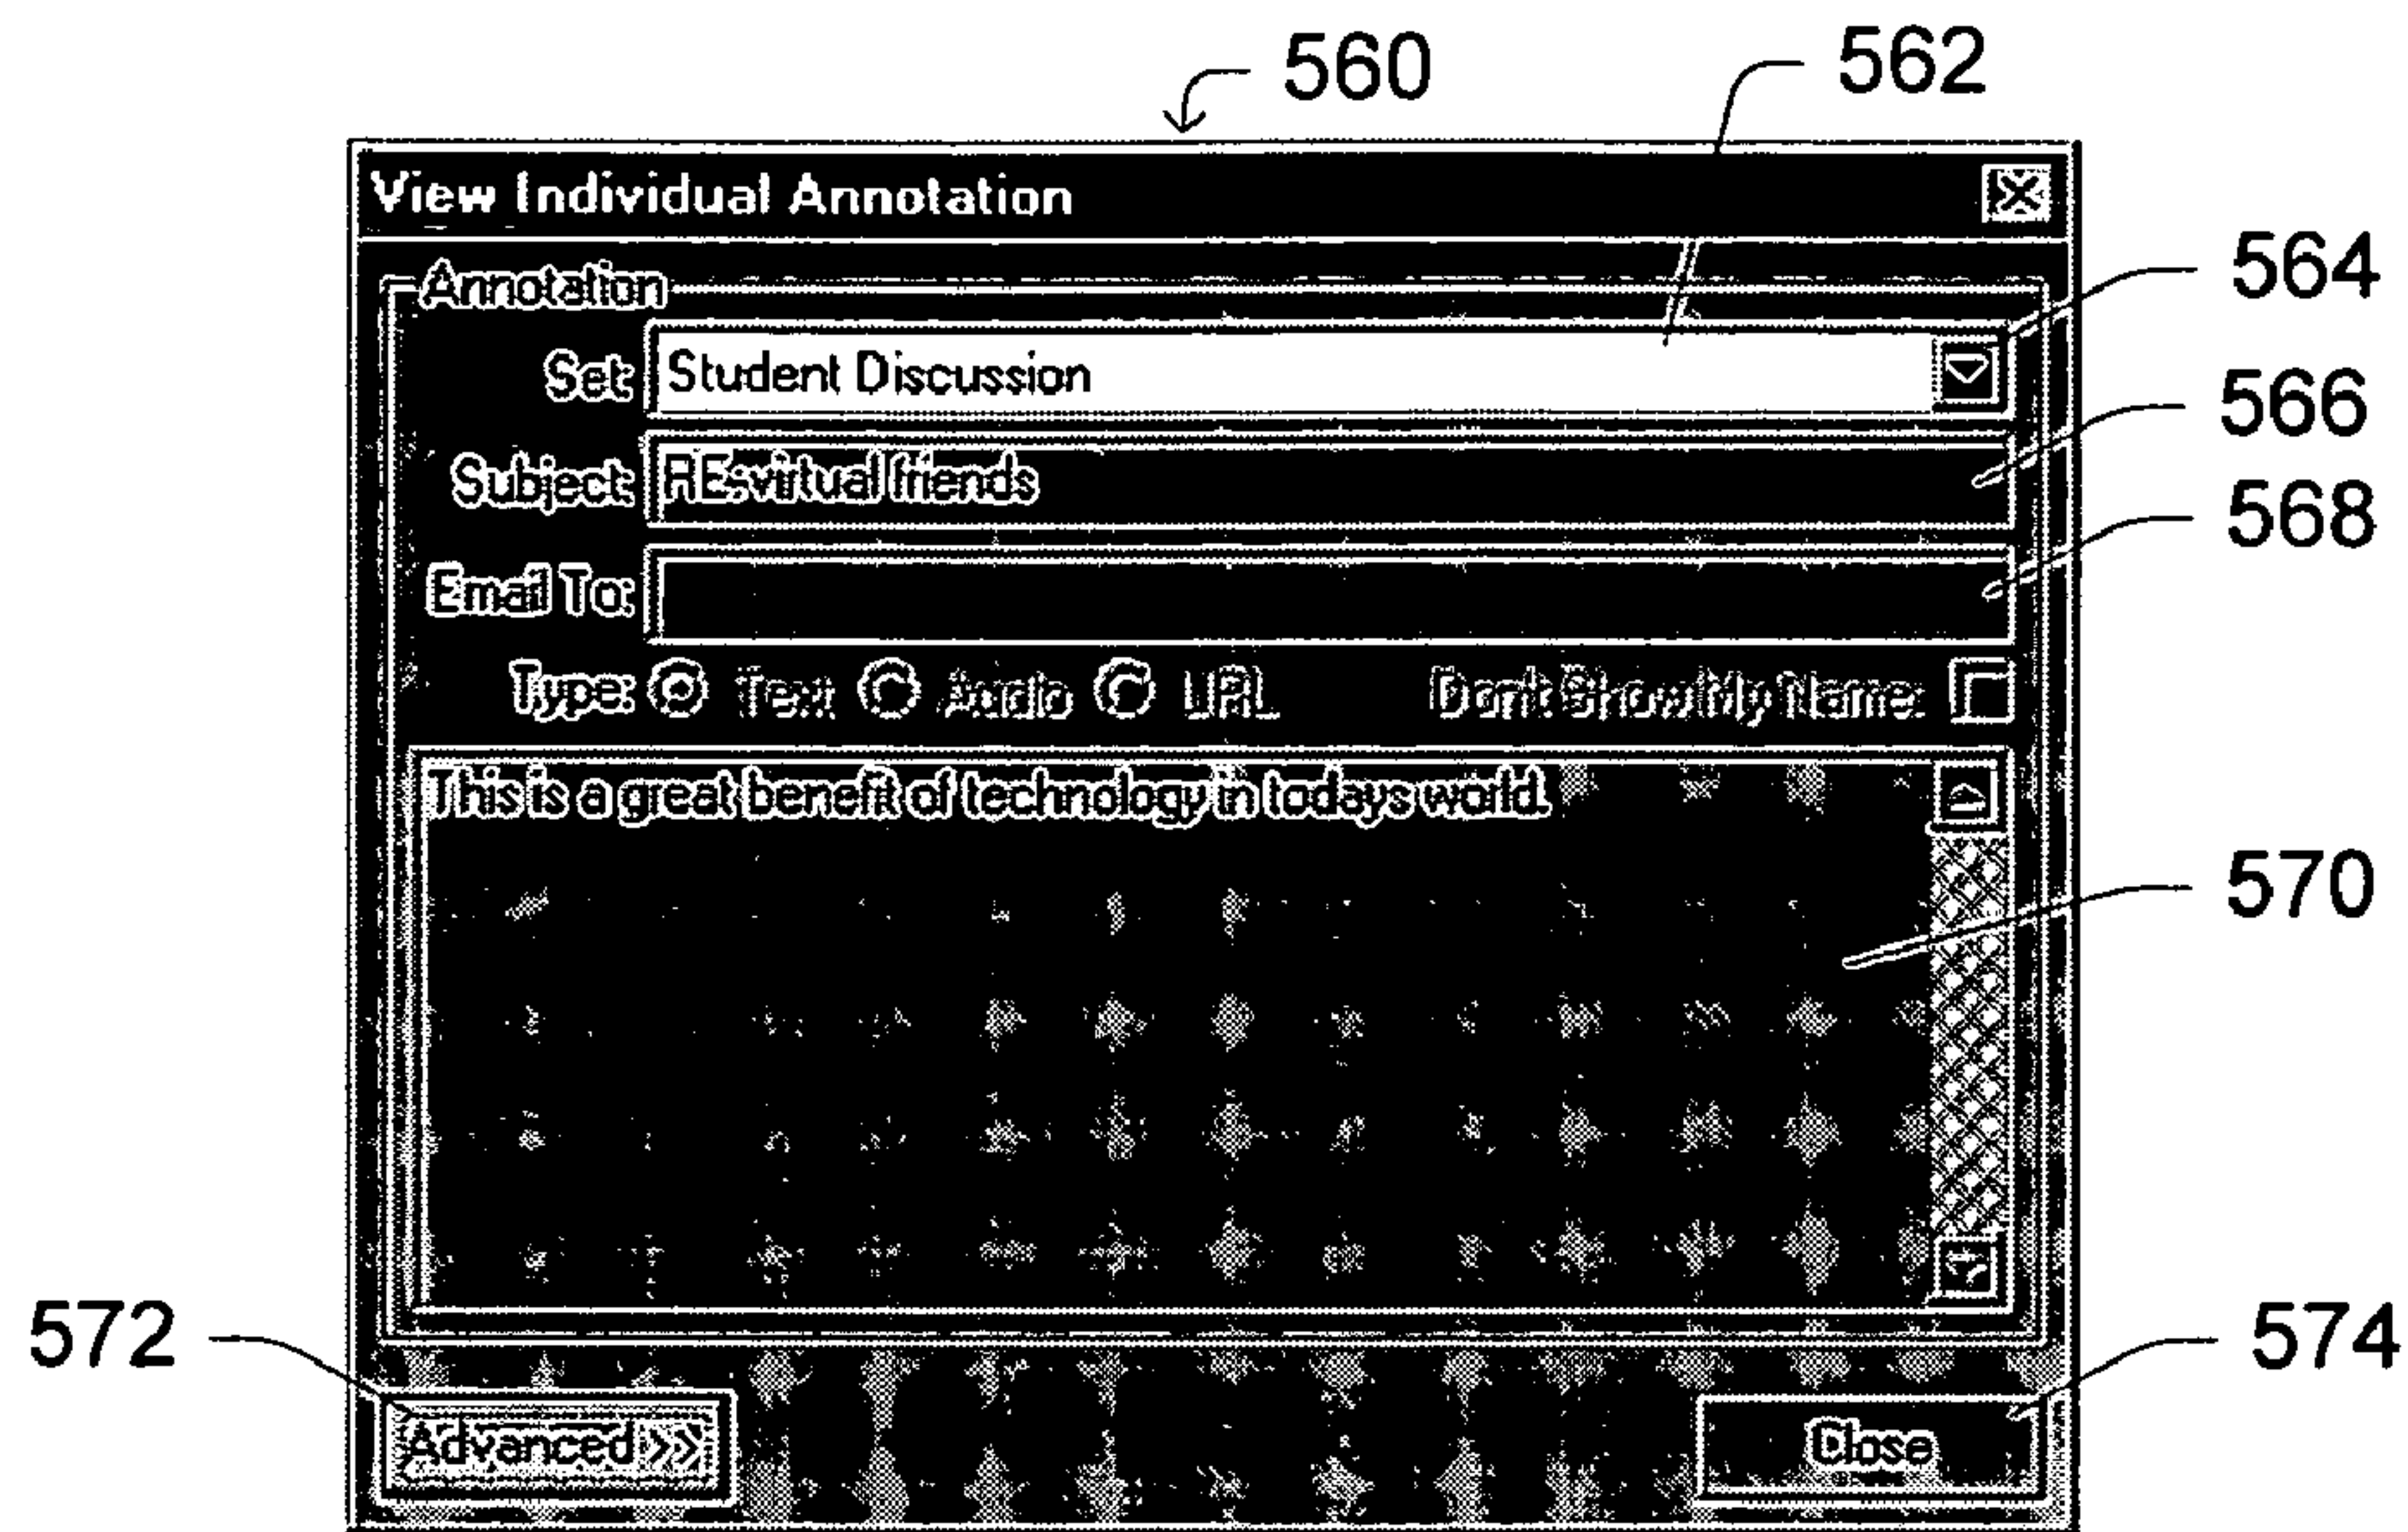 560
562
View Individual Annotation
564
Annotation
Set: Student Discussion
566
Subject: RE:virtual friends
568
Email To:
Type: Text Audio URL Don't Show My Name:
This is a great benefit of technology in todays world.
570
572
574
Advanced >>
Close